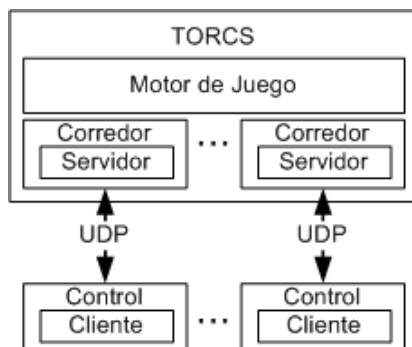 TORCS
Motor de Juego
Corredor ... Corredor
Servidor Servidor
UDP UDP
Control Control
Cliente ... Cliente